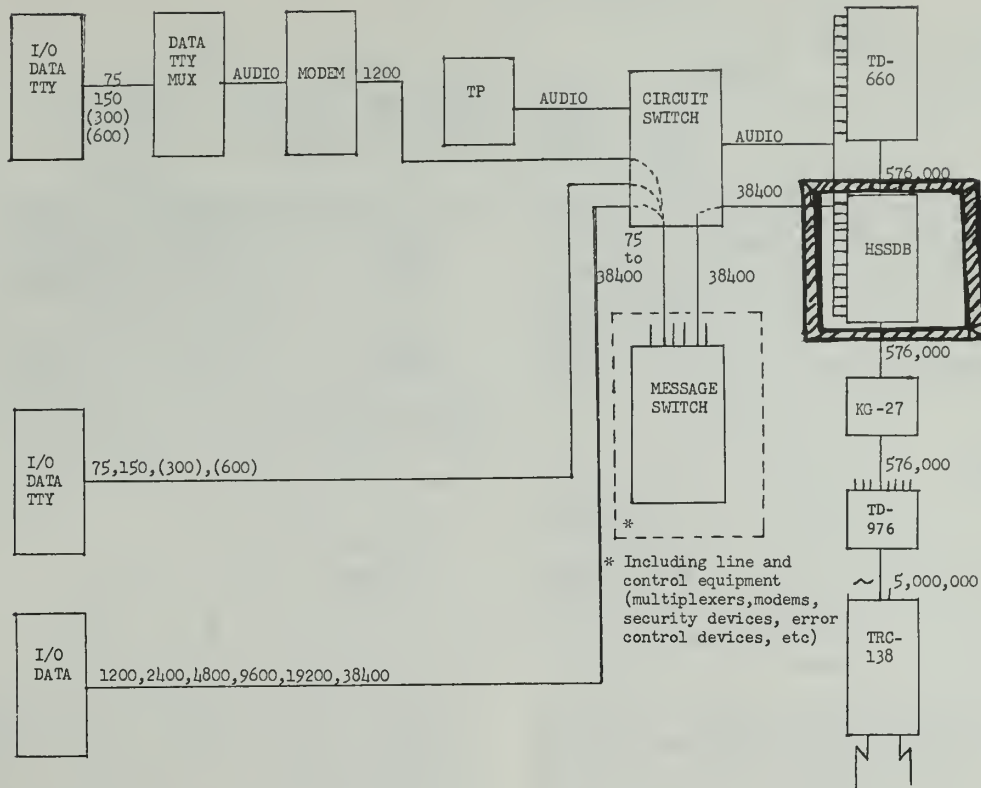 I/O
DATA
TTY
75
150
(300)
(600)
DATA
TTY
MUX
AUDIO
MODEM
1200
TP
AUDIO
CIRCUIT
SWITCH
AUDIO
38400
TD-
660
576,000
HSSDB
576,000
75
to
38400
38400
MESSAGE
SWITCH
*
* Including line and
control equipment
(multiplexers,modems,
security devices, error
control devices, etc)
KG-27
576,000
TD-
976
~ 5,000,000
TRC-
138
I/O
DATA
TTY
75,150,(300),(600)
I/O
DATA
1200,2400,4800,9600,19200,38400